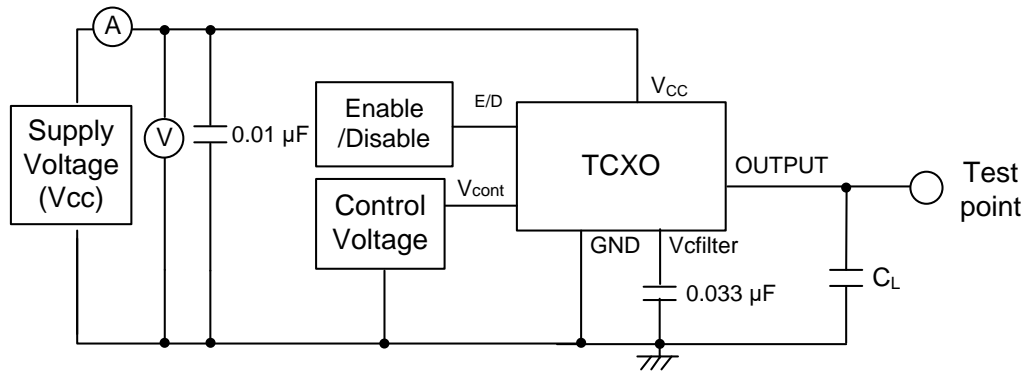 A
Supply
Voltage
(Vcc)
V
0.01 µF
Enable
/Disable
E/D
Control
Voltage
Vcont
VCC
TCXO
OUTPUT
GND
Vcfilter
0.033 µF
CL
Test
point